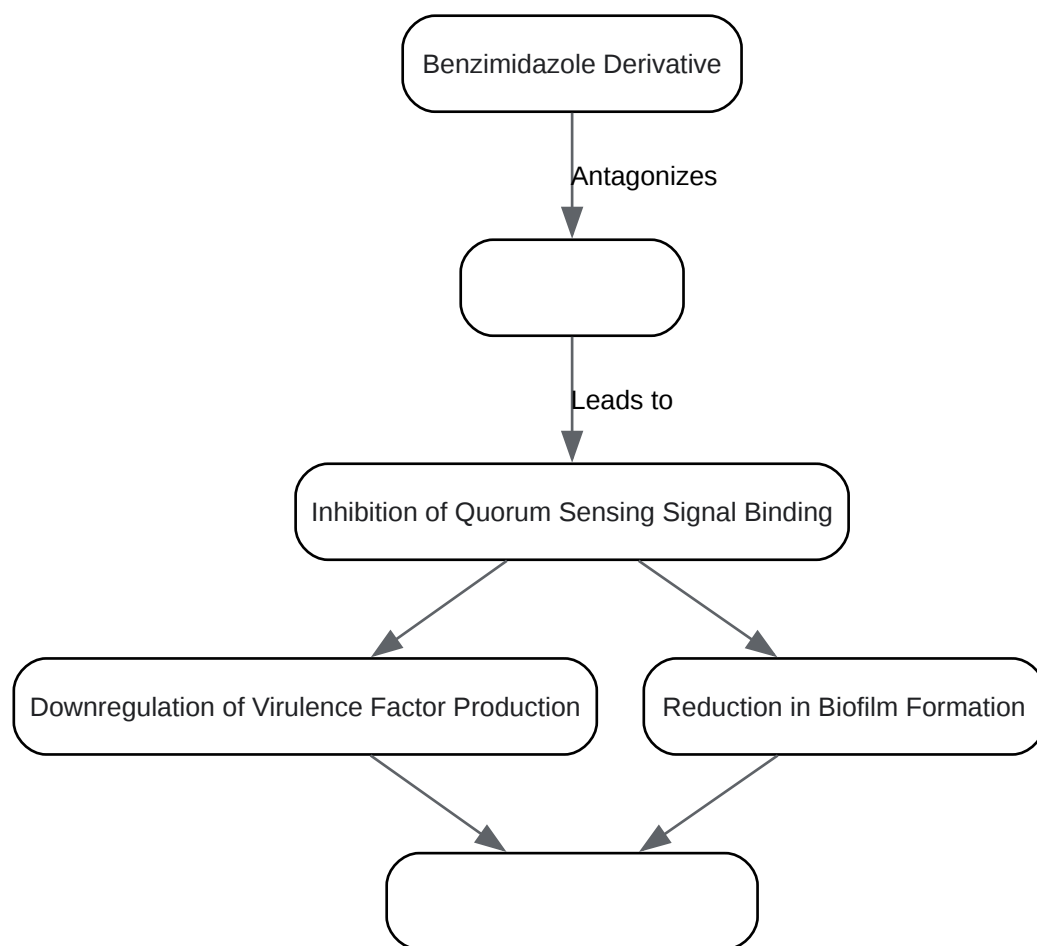 Benzimidazole Derivative
Antagonizes
Leads to
Inhibition of Quorum Sensing Signal Binding
Downregulation of Virulence Factor Production
Reduction in Biofilm Formation